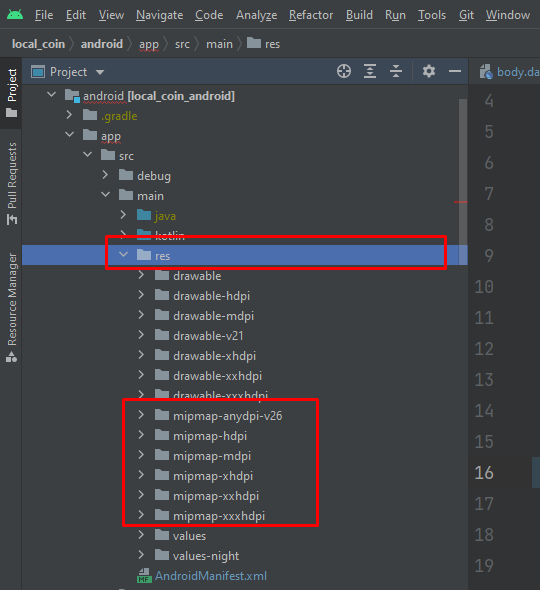 File Edit View Navigate Code Analyze Refactor Build Run Tools Git Window
local_coin android app src main res
Project body.da
Project
Pull Requests
Resource Manager
android [local_coin_android]
.gradle
app
src
debug
main
java
kotlin
res
drawable
drawable-hdpi
drawable-mdpi
drawable-v21
drawable-xhdpi
drawable-xxhdpi
drawable-xxxhdpi
mipmap-anydpi-v26
mipmap-hdpi
mipmap-mdpi
mipmap-xhdpi
mipmap-xxhdpi
mipmap-xxxhdpi
values
values-night
MF AndroidManifest.xml
4
5
6
7
8
9
10
11
12
13
14
15
16
17
18
19